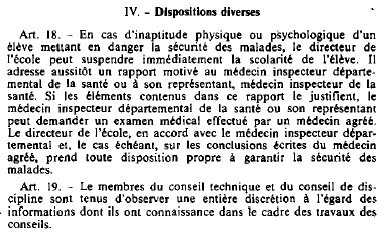 IV. - Dispositions diverses
Art. 18. - En cas d'inaptitude physique ou psychologique d'un
élève mettant en danger la sécurité des malades, le directeur de
l'école peut suspendre immédiatement la scolarité de l'élève. Il
adresse aussitôt un rapport motivé au médecin inspecteur départe-
mental de la santé ou à son représentant, médecin inspecteur de la
santé. Si les éléments contenus dans ce rapport le justifient, le
médecin inspecteur départemental de la santé ou son représentant
peut demander un examen médical effectué par un médecin agréé.
Le directeur de l'école, en accord avec le médecin inspecteur dépar-
temental et, le cas échéant, sur les conclusions écrites du médecin
agréé, prend toute disposition propre à garantir la sécurité des
malades.
Art. 19. - Le membres du conseil technique et du conseil de dis-
cipline sont tenus d'observer une entière discrétion à l'égard des
informations dont ils ont connaissance dans le cadre des travaux des
conseils.